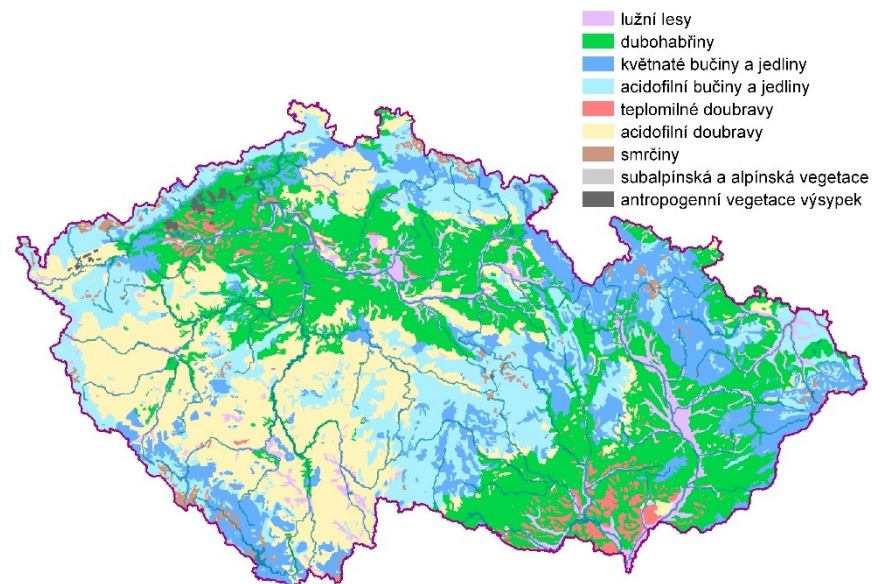 lužní lesy
dubohabřiny
květnaté bučiny a jedliny
acidofilní bučiny a jedliny
teplomilné doubravy
acidofilní doubravy
smrčiny
subalpínská a alpínská vegetace
antropogenní vegetace výsypek